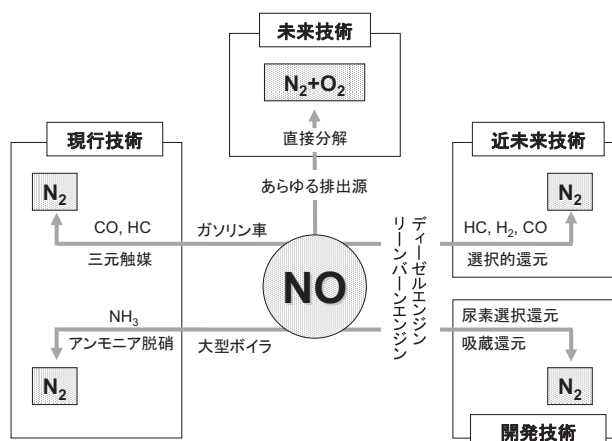 未来技術
N₂+O₂
直接分解
あらゆる排出源
現行技術
N₂
CO, HC
ガソリン車
三元触媒
NO
NH₃
アンモニア脱硝
大型ボイラ
N₂
ディーゼルエンジン
リーンバーンエンジン
近未来技術
N₂
HC, H₂, CO
選択的還元
尿素選択還元
吸蔵還元
N₂
開発技術